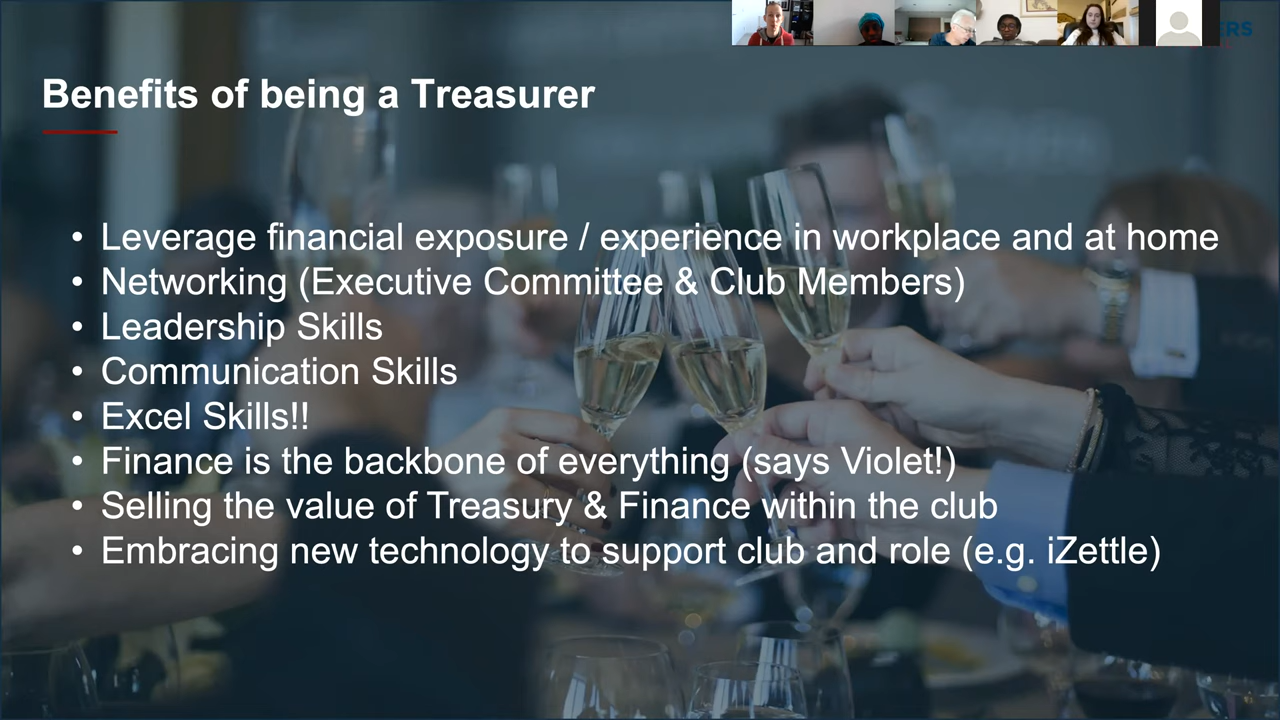 ERS
Benefits of being a Treasurer
• Leverage financial exposure / experience in workplace and at home
• Networking (Executive Committee & Club Members)
• Leadership Skills
• Communication Skills
• Excel Skills!!
• Finance is the backbone of everything (says Violet!)
• Selling the value of Treasury & Finance within the club
• Embracing new technology to support club and role (e.g. iZettle)